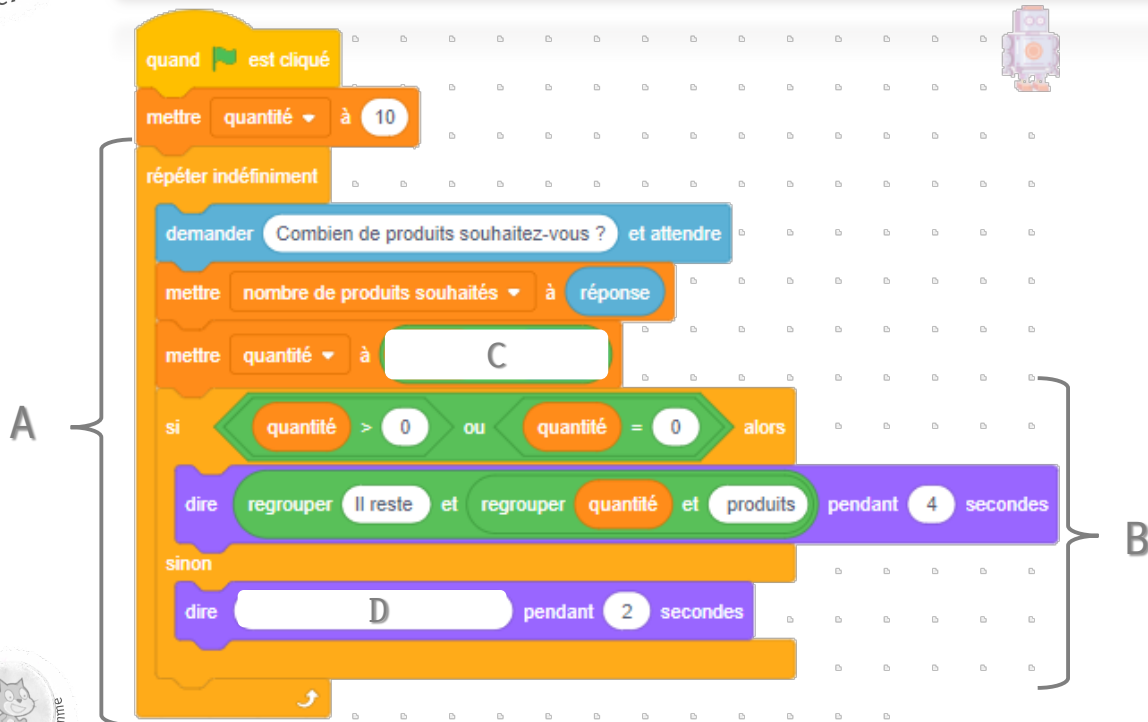 quand est cliqué
mettre quantité à 10
répéter indéfiniment
demander Combien de produits souhaitez-vous ? et attendre
mettre nombre de produits souhaités à réponse
mettre quantité à C
A
si quantité > 0 ou quantité = 0 alors
dire regrouper Il reste et regrouper quantité et produits pendant 4 secondes
B
sinon
dire D pendant 2 secondes